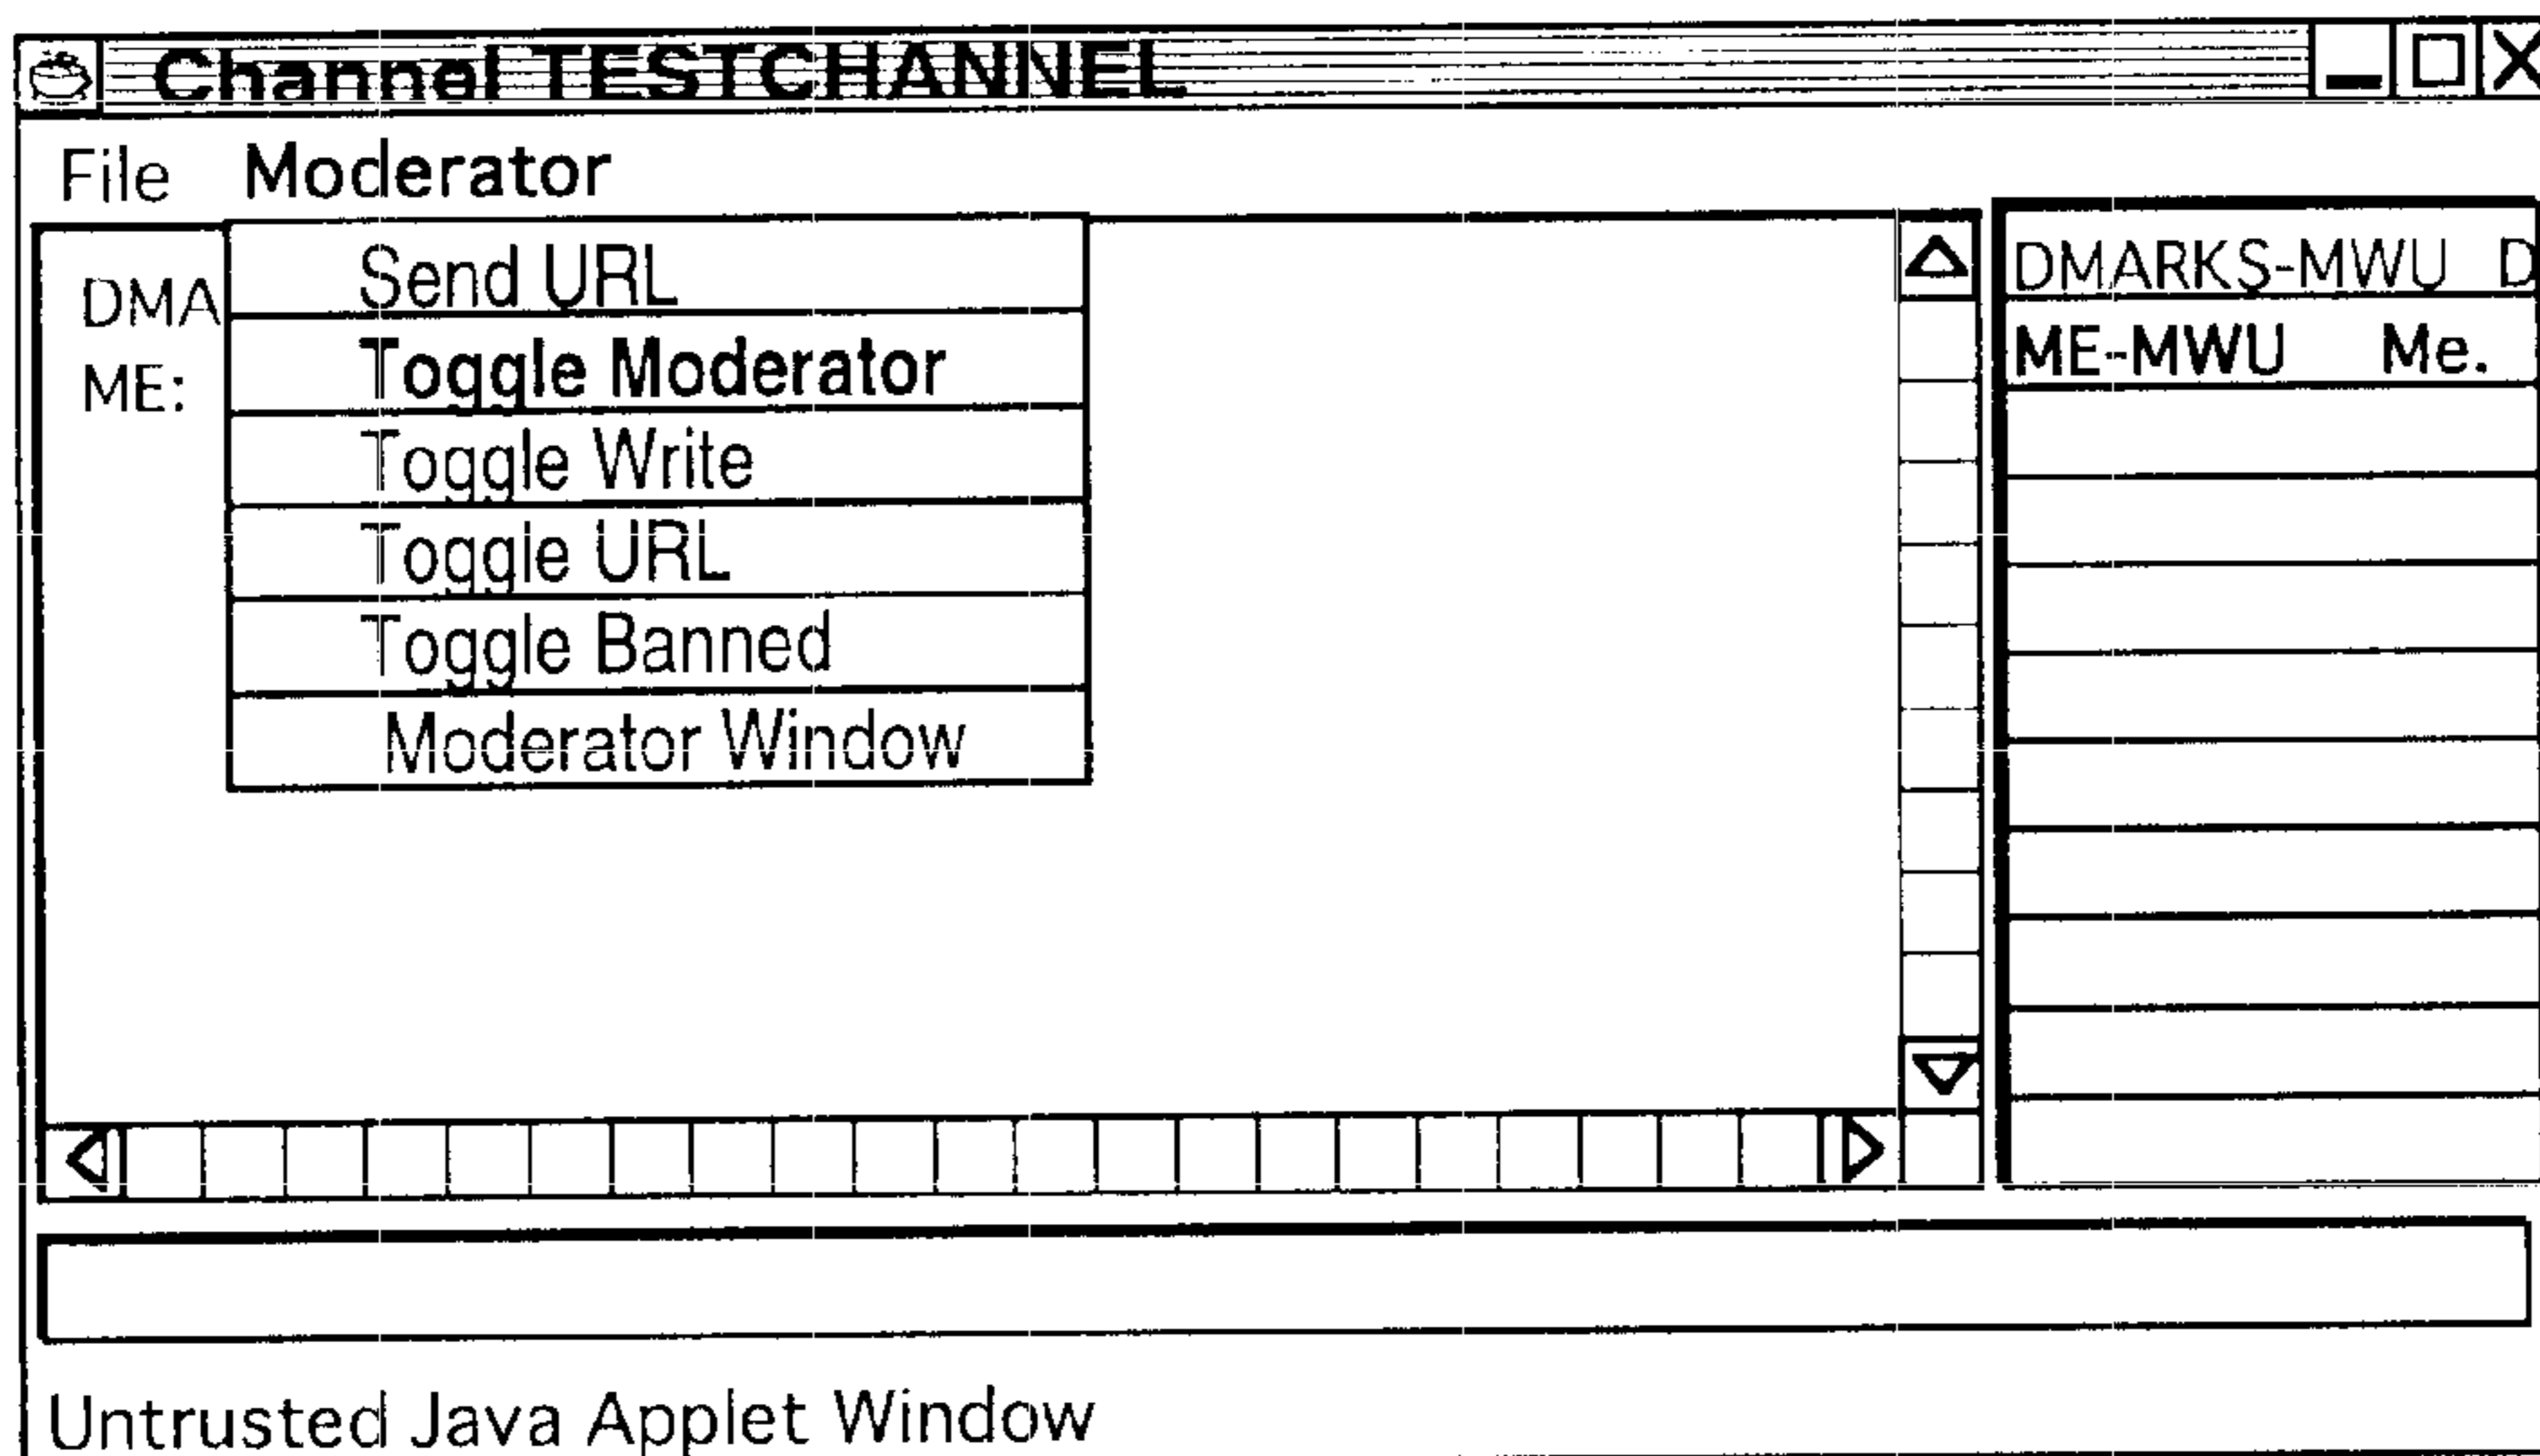 Channel TESTCHANNEL
File Moderator
DMA
ME:
Send URL
Toggle Moderator
Toggle Write
Toggle URL
Toggle Banned
Moderator Window
DMARKS-MWU D
ME-MWU Me.
Untrusted Java Applet Window